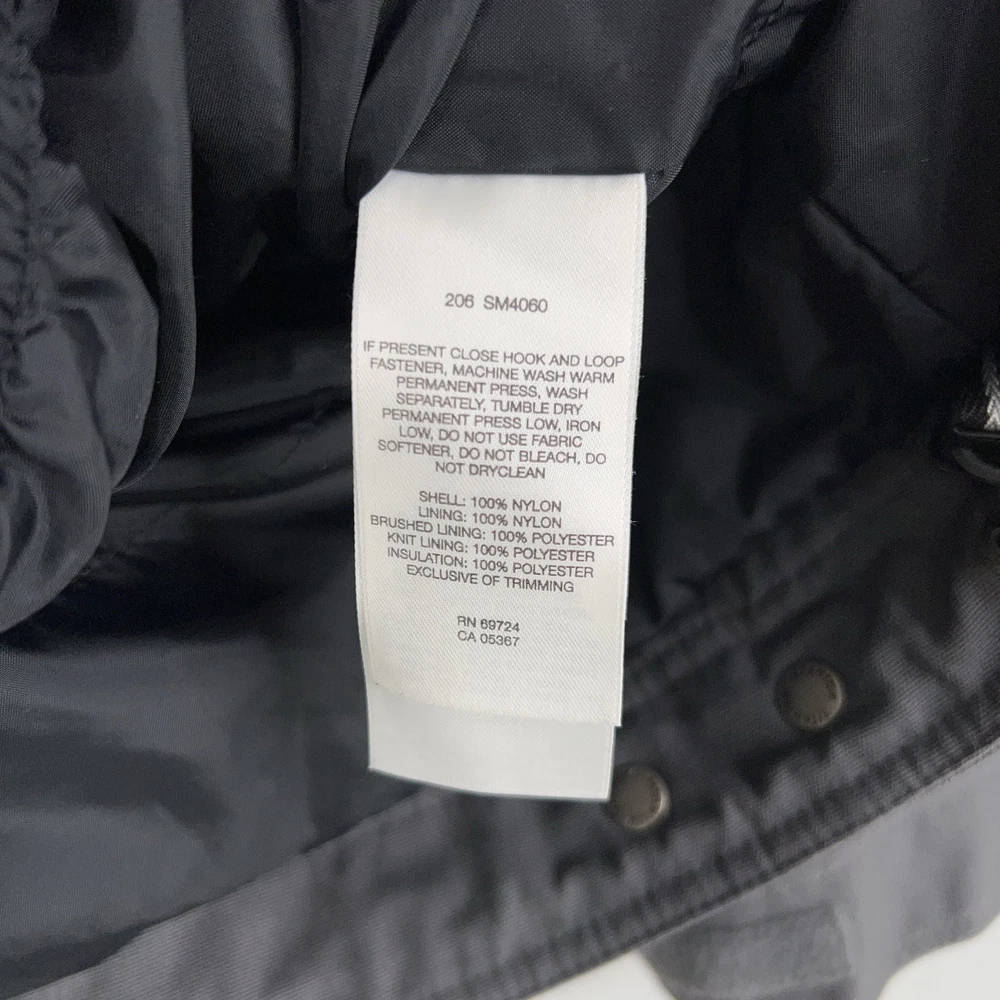 206 SM4060
IF PRESENT CLOSE HOOK AND LOOP
FASTENER, MACHINE WASH WARM
PERMANENT PRESS, WASH
SEPARATELY, TUMBLE DRY
PERMANENT PRESS LOW, IRON
LOW, DO NOT USE FABRIC
SOFTENER, DO NOT BLEACH, DO
NOT DRYCLEAN
SHELL: 100% NYLON
LINING: 100% NYLON
BRUSHED LINING: 100% POLYESTER
KNIT LINING: 100% POLYESTER
INSULATION: 100% POLYESTER
EXCLUSIVE OF TRIMMING
RN 69724
CA 05367